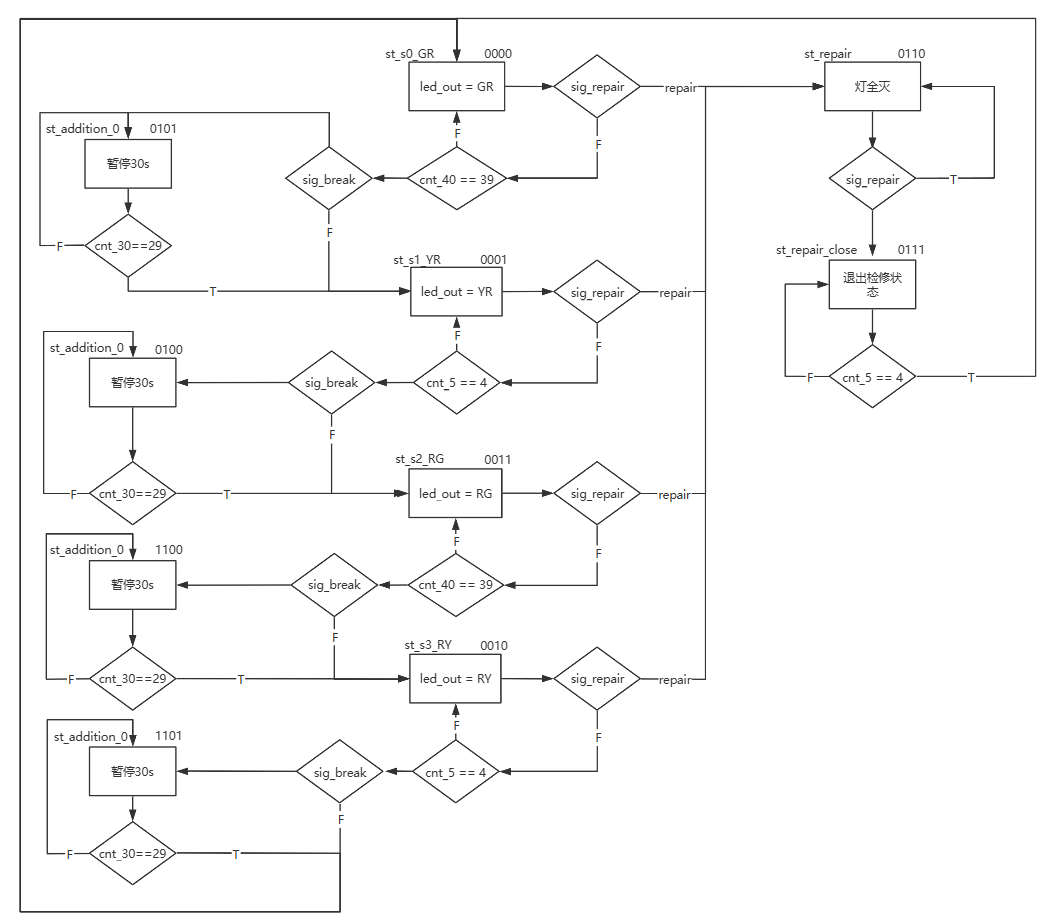 st_s0_GR 0000
led_out = GR
sig_repair
repair
st_repair 0110
灯全灭
F
F
st_addition_0 0101
暂停30s
sig_break
cnt_40 == 39
sig_repair
T
F
cnt_30==29
F
T
st_s1_YR 0001
led_out = YR
sig_repair
repair
st_repair_close 0111
退出检修状
态
F
F
st_addition_0 0100
暂停30s
sig_break
cnt_5 == 4
F
cnt_5 == 4
T
F
st_s2_RG 0011
led_out = RG
sig_repair
repair
F
cnt_30==29
T
F
F
st_addition_0 1100
暂停30s
sig_break
cnt_40 == 39
F
st_s3_RY 0010
led_out = RY
sig_repair
repair
F
cnt_30==29
T
F
F
st_addition_0 1101
暂停30s
sig_break
cnt_5 == 4
F
F
cnt_30==29
T